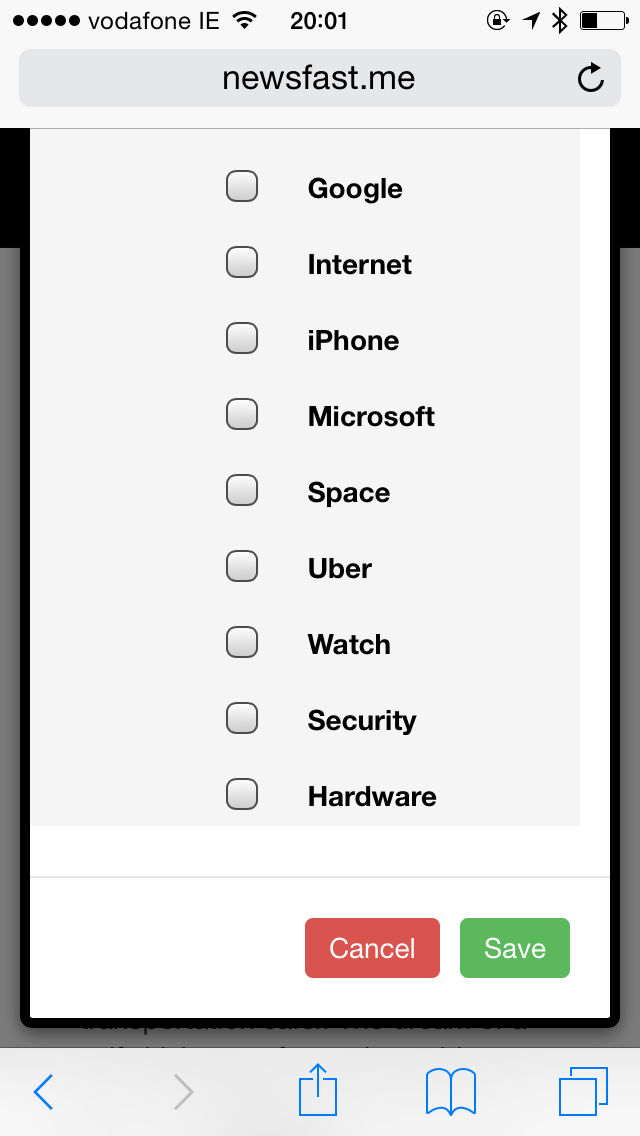 vodafone IE 20:01
newsfast.me
Google
Internet
iPhone
Microsoft
Space
Uber
Watch
Security
Hardware
Cancel Save